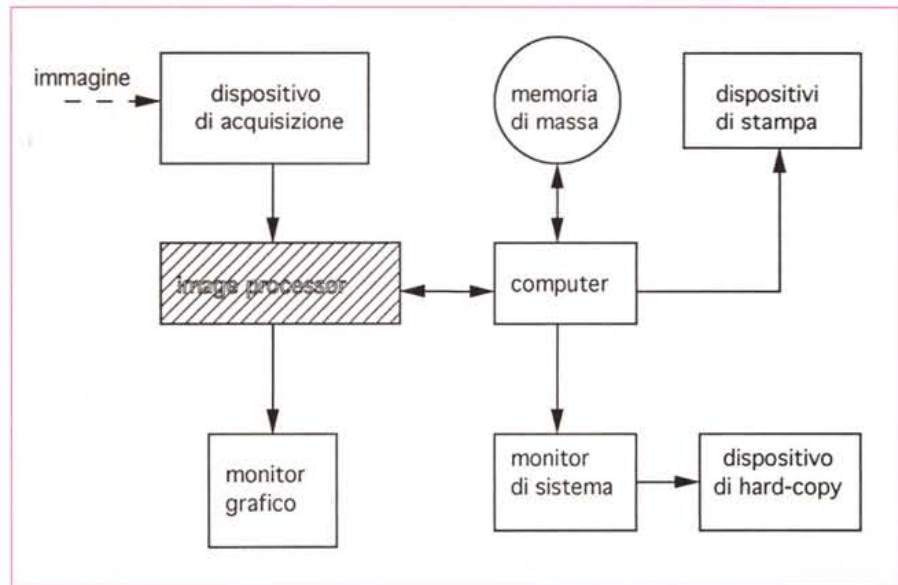 immagine
dispositivo
di acquisizione
memoria
di massa
dispositivi
di stampa
image processor
computer
monitor
grafico
monitor
di sistema
dispositivo
di hard-copy